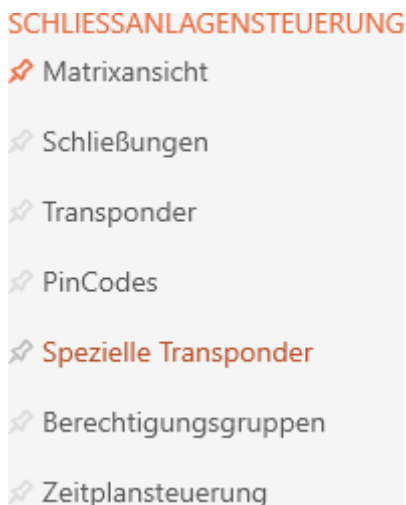 SCHLIESSANLAGENSTEUERUNG
Matrixansicht
Schließungen
Transponder
PinCodes
Spezielle Transponder
Berechtigungsgruppen
Zeitplansteuerung